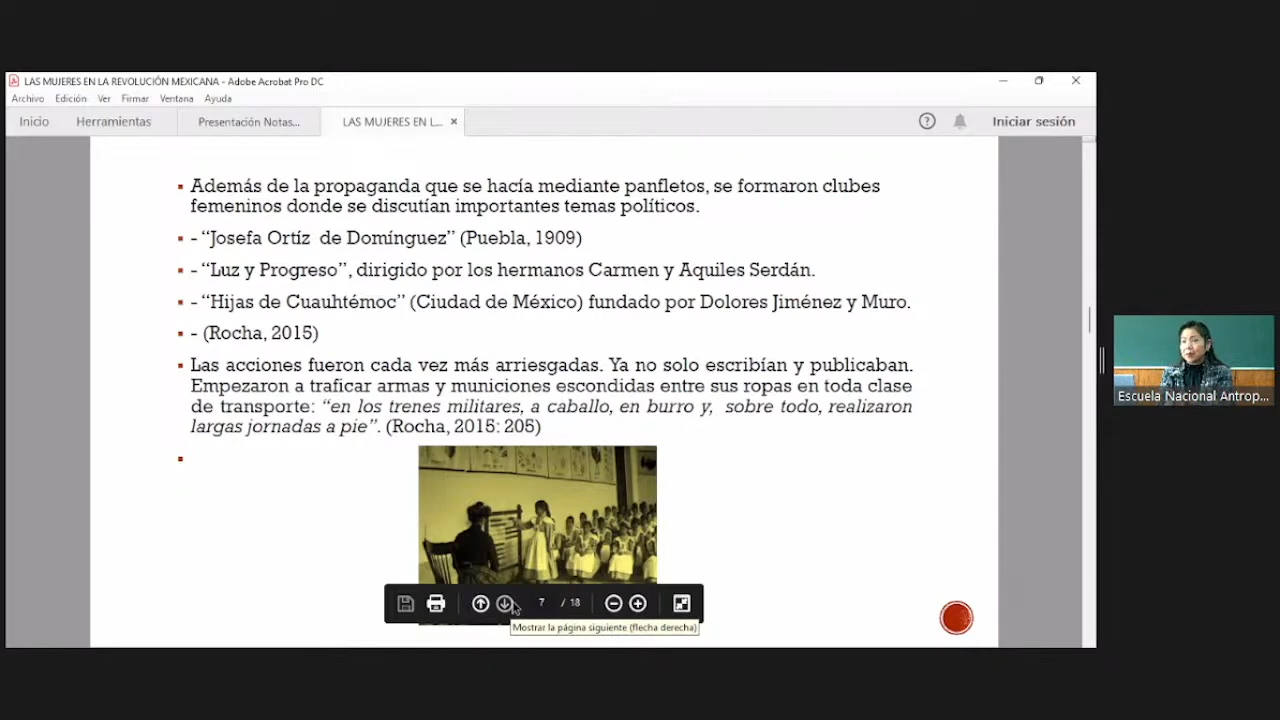 LAS MUJERES EN LA REVOLUCIÓN MEXICANA - Adobe Acrobat Pro DC
Archivo Edición Ver Firmar Ventana Ayuda
Inicio Herramientas Presentación Notas... LAS MUJERES EN L... × Iniciar sesión
▪ Además de la propaganda que se hacía mediante panfletos, se formaron clubes
femeninos donde se discutían importantes temas políticos.
▪ - “Josefa Ortíz de Domínguez” (Puebla, 1909)
▪ - “Luz y Progreso”, dirigido por los hermanos Carmen y Aquiles Serdán.
▪ - “Hijas de Cuauhtémoc” (Ciudad de México) fundado por Dolores Jiménez y Muro.
▪ - (Rocha, 2015)
▪ Las acciones fueron cada vez más arriesgadas. Ya no solo escribían y publicaban.
Empezaron a traficar armas y municiones escondidas entre sus ropas en toda clase
de transporte: “en los trenes militares, a caballo, en burro y, sobre todo, realizaron
largas jornadas a pie”. (Rocha, 2015: 205)
7 / 18
Mostrar la página siguiente (flecha derecha)
Escuela Nacional Antrop...